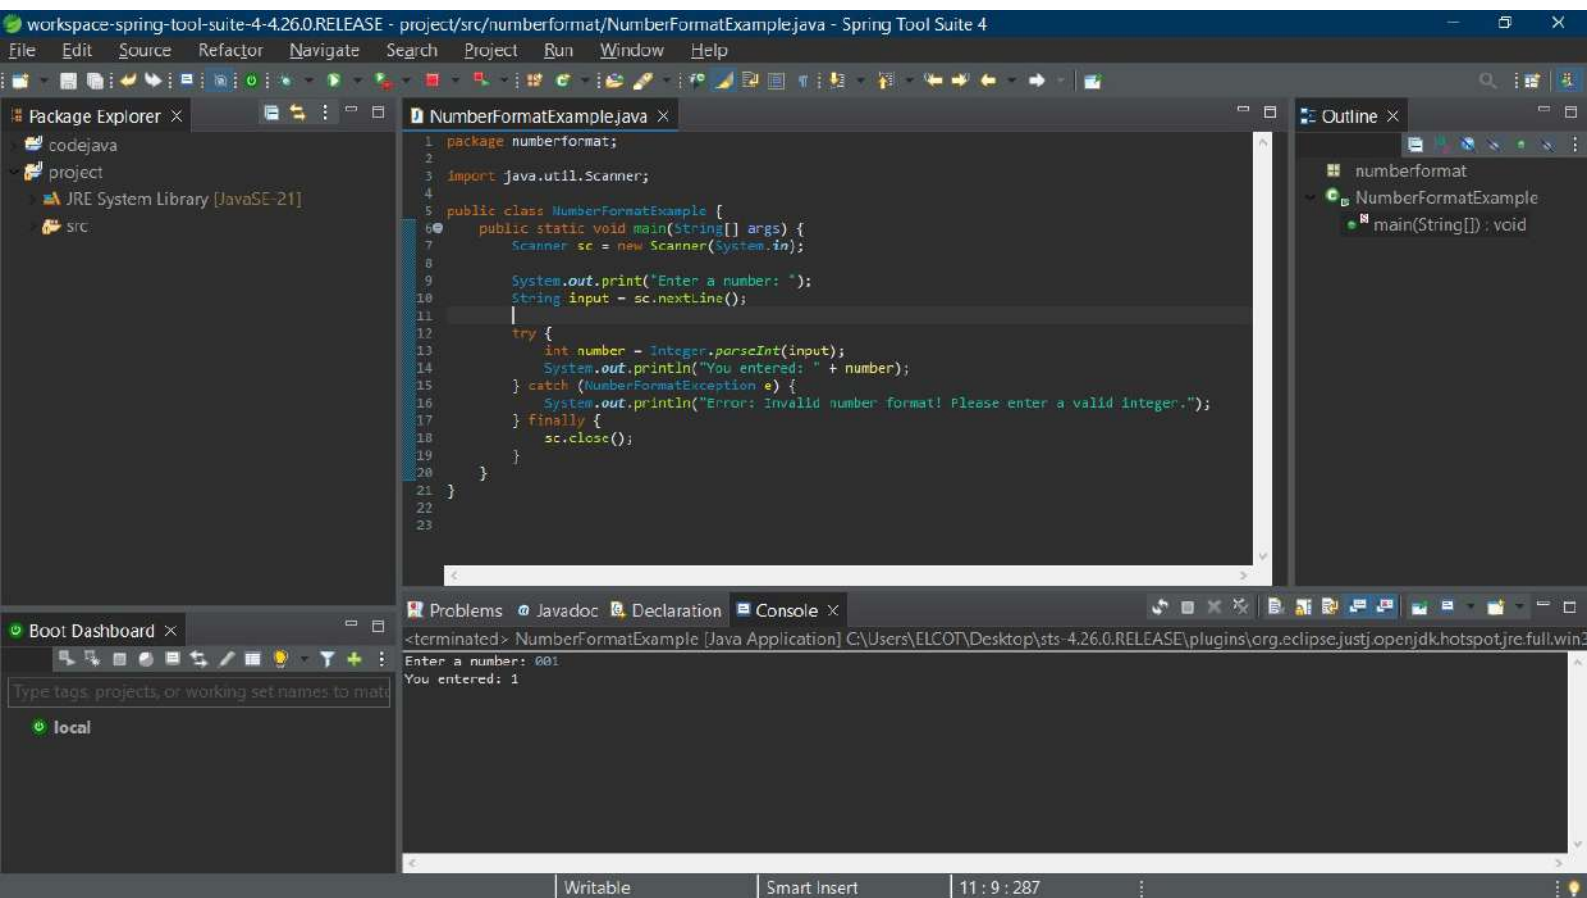 workspace-spring-tool-suite-4-4.26.0.RELEASE - project/src/numberformat/NumberFormatExample.java - Spring Tool Suite 4
File Edit Source Refactor Navigate Search Project Run Window Help
Package Explorer
codejava
project
JRE System Library [JavaSE-21]
src
NumberFormatExample.java
1 package numberformat;
2
3 import java.util.Scanner;
4
5 public class NumberFormatExample {
6 public static void main(String[] args) {
7 Scanner sc = new Scanner(System.in);
8
9 System.out.print("Enter a number: ");
10 String input = sc.nextLine();
11
12 try {
13 int number = Integer.parseInt(input);
14 System.out.println("You entered: " + number);
15 } catch (NumberFormatException e) {
16 System.out.println("Error: Invalid number format! Please enter a valid integer.");
17 } finally {
18 sc.close();
19 }
20 }
21 }
22
23
Outline
numberformat
NumberFormatExample
main(String[]) : void
Boot Dashboard
Type tags, projects, or working set names to matc
local
Problems Javadoc Declaration Console
<terminated> NumberFormatExample [Java Application] C:\Users\ELCOT\Desktop\sts-4.26.0.RELEASE\plugins\org.eclipse.justj.openjdk.hotspot.jre.full.win3
Enter a number: 001
You entered: 1
Writable Smart Insert 11 : 9 : 287